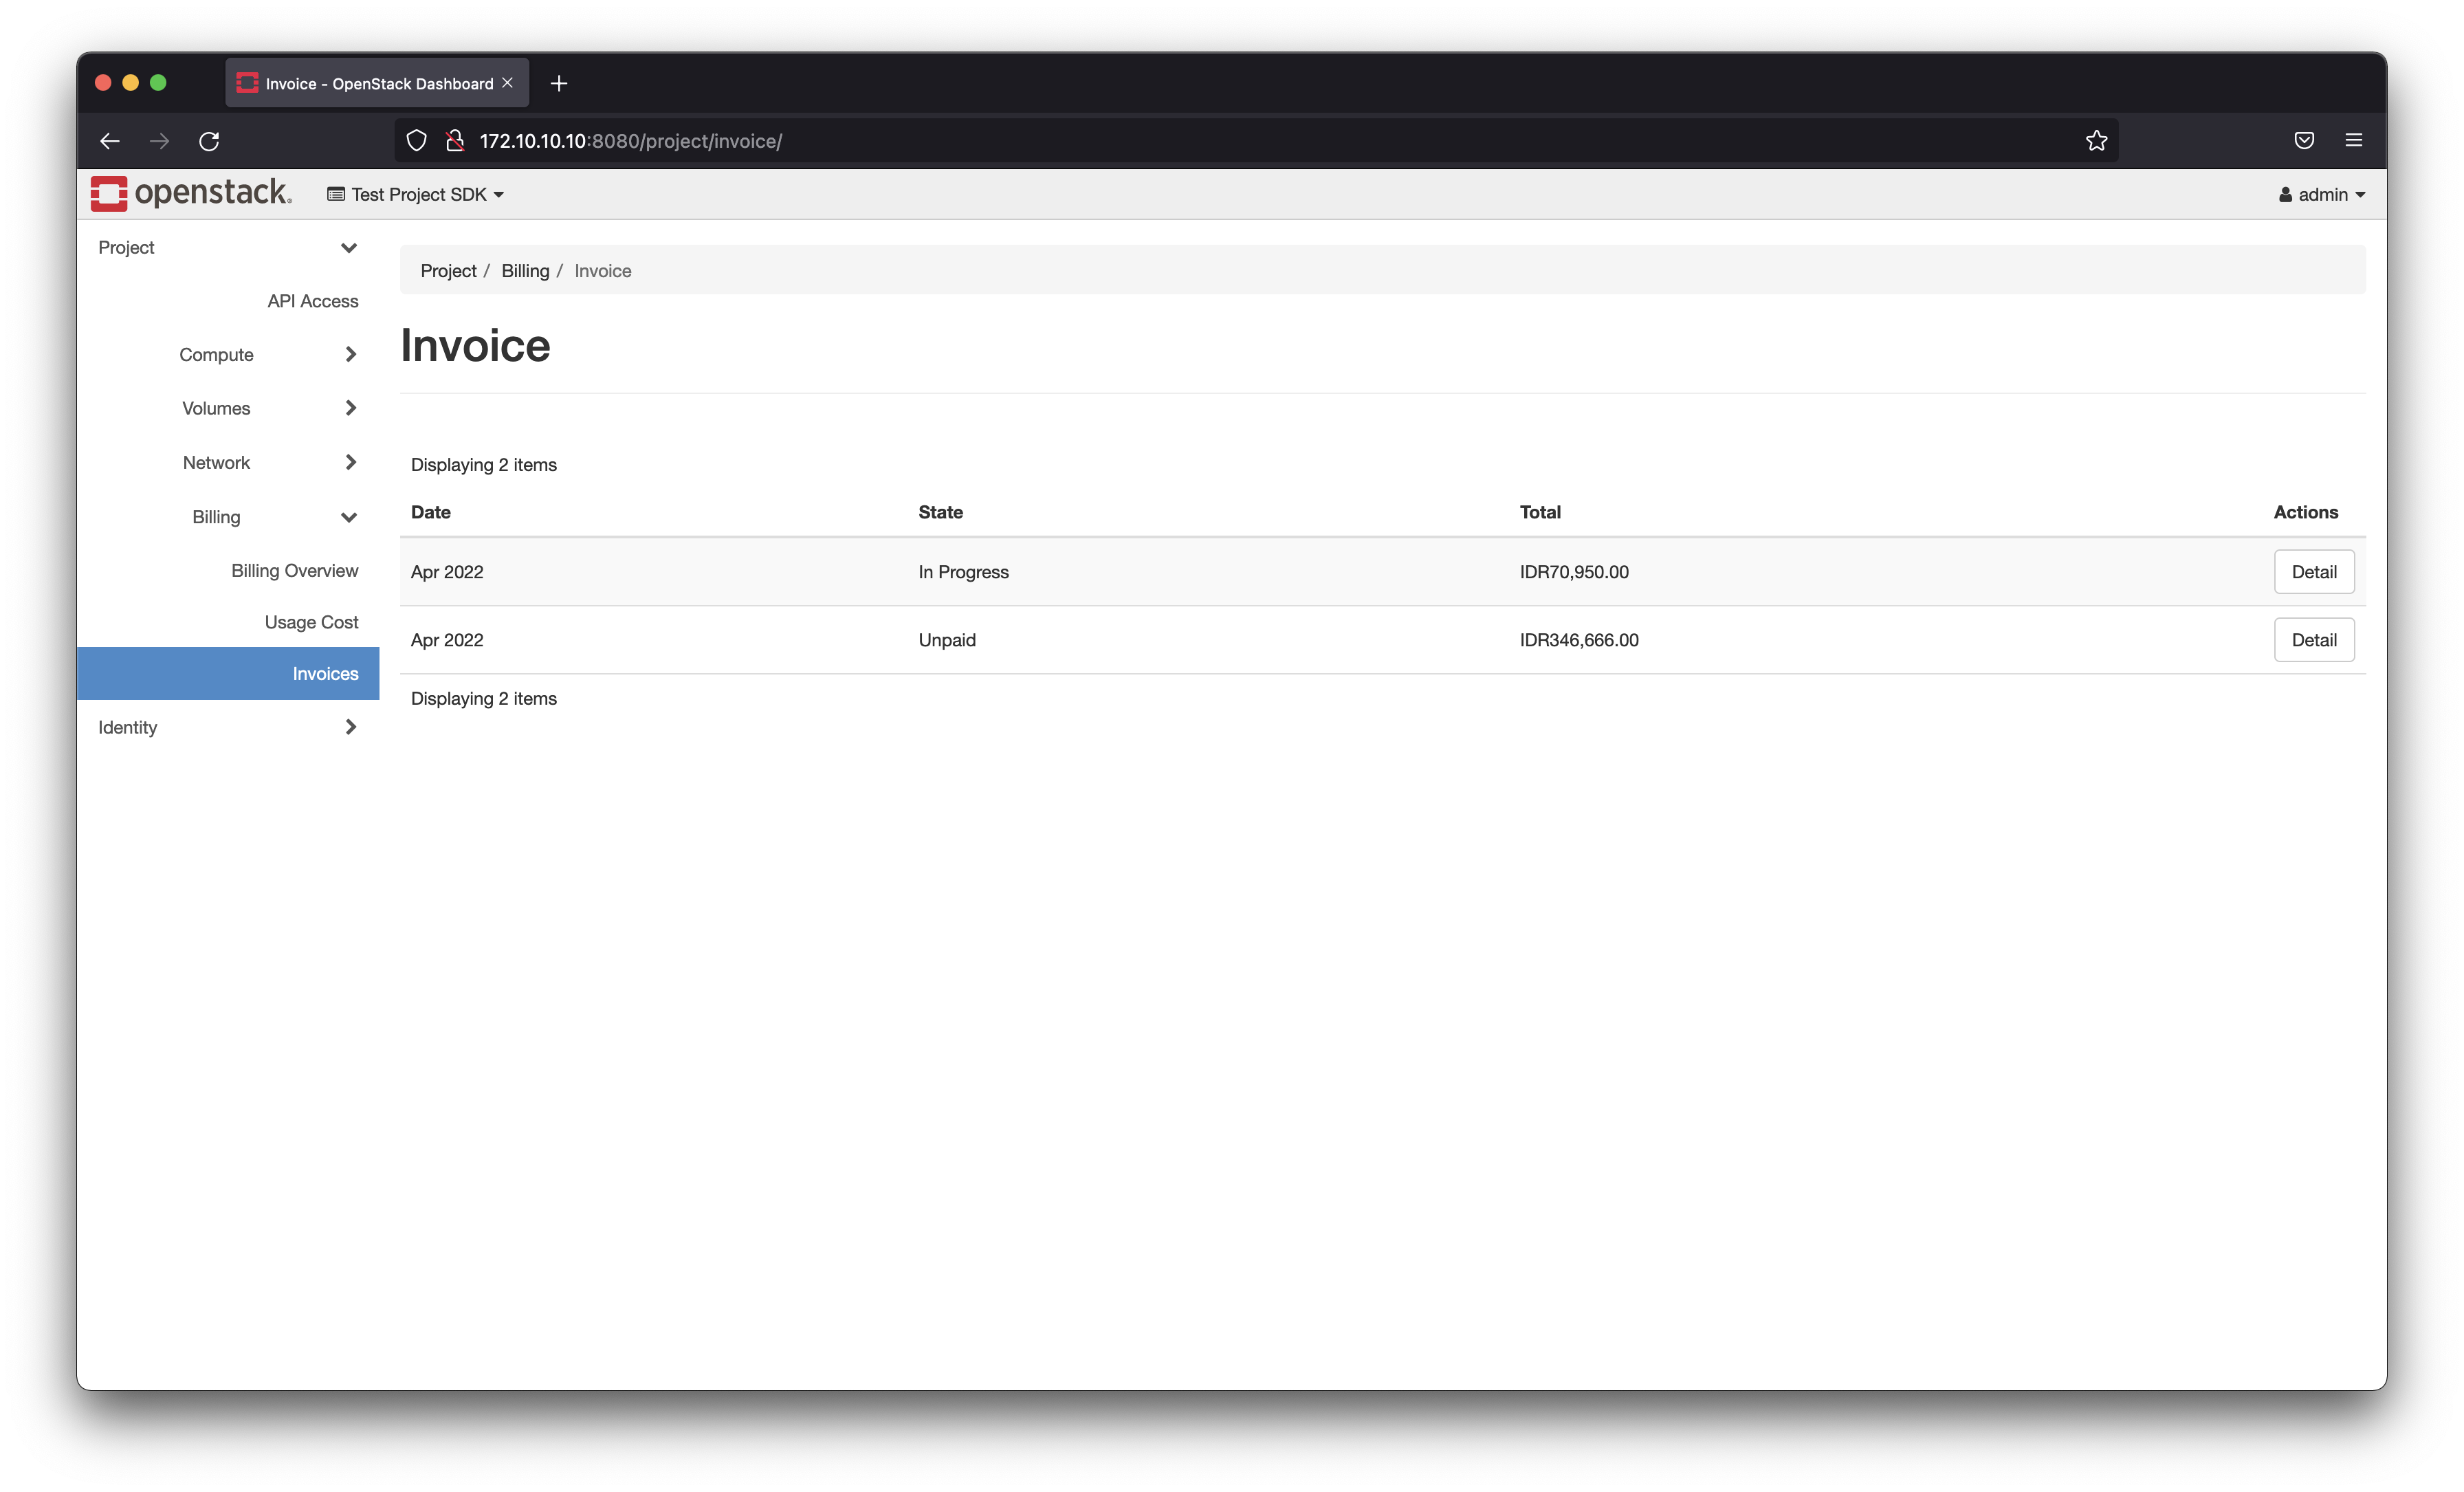 Invoice - OpenStack Dashboard
172.10.10.10:8080/project/invoice/
openstack.
Test Project SDK
admin
Project
API Access
Compute
Volumes
Network
Billing
Billing Overview
Usage Cost
Invoices
Identity
Project / Billing / Invoice
Invoice
Displaying 2 items
Date State Total Actions
Apr 2022 In Progress IDR70,950.00 Detail
Apr 2022 Unpaid IDR346,666.00 Detail
Displaying 2 items